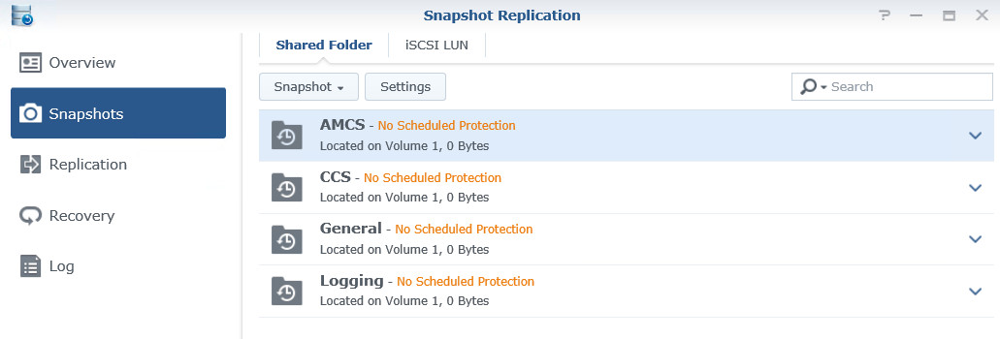 Snapshot Replication
Overview
Snapshots
Replication
Recovery
Log
Shared Folder
iSCSI LUN
Snapshot
Settings
Search
AMCS - No Scheduled Protection
Located on Volume 1, 0 Bytes
CCS - No Scheduled Protection
Located on Volume 1, 0 Bytes
General - No Scheduled Protection
Located on Volume 1, 0 Bytes
Logging - No Scheduled Protection
Located on Volume 1, 0 Bytes